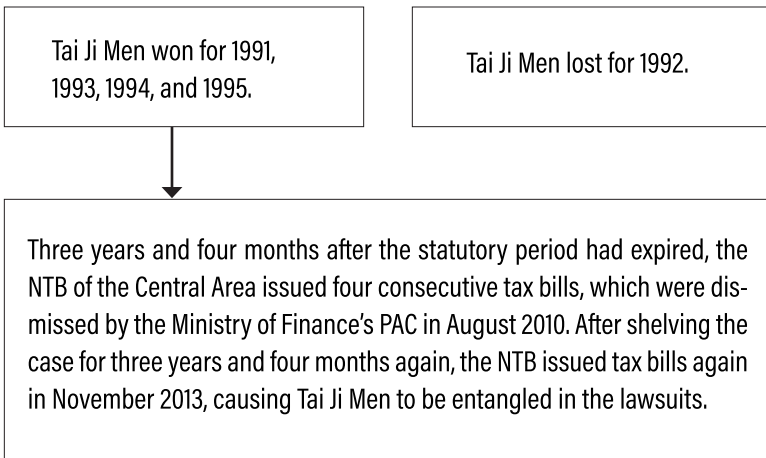 Tai Ji Men won for 1991,
1993, 1994, and 1995.
Tai Ji Men lost for 1992.
Three years and four months after the statutory period had expired, the
NTB of the Central Area issued four consecutive tax bills, which were dis-
missed by the Ministry of Finance's PAC in August 2010. After shelving the
case for three years and four months again, the NTB issued tax bills again
in November 2013, causing Tai Ji Men to be entangled in the lawsuits.